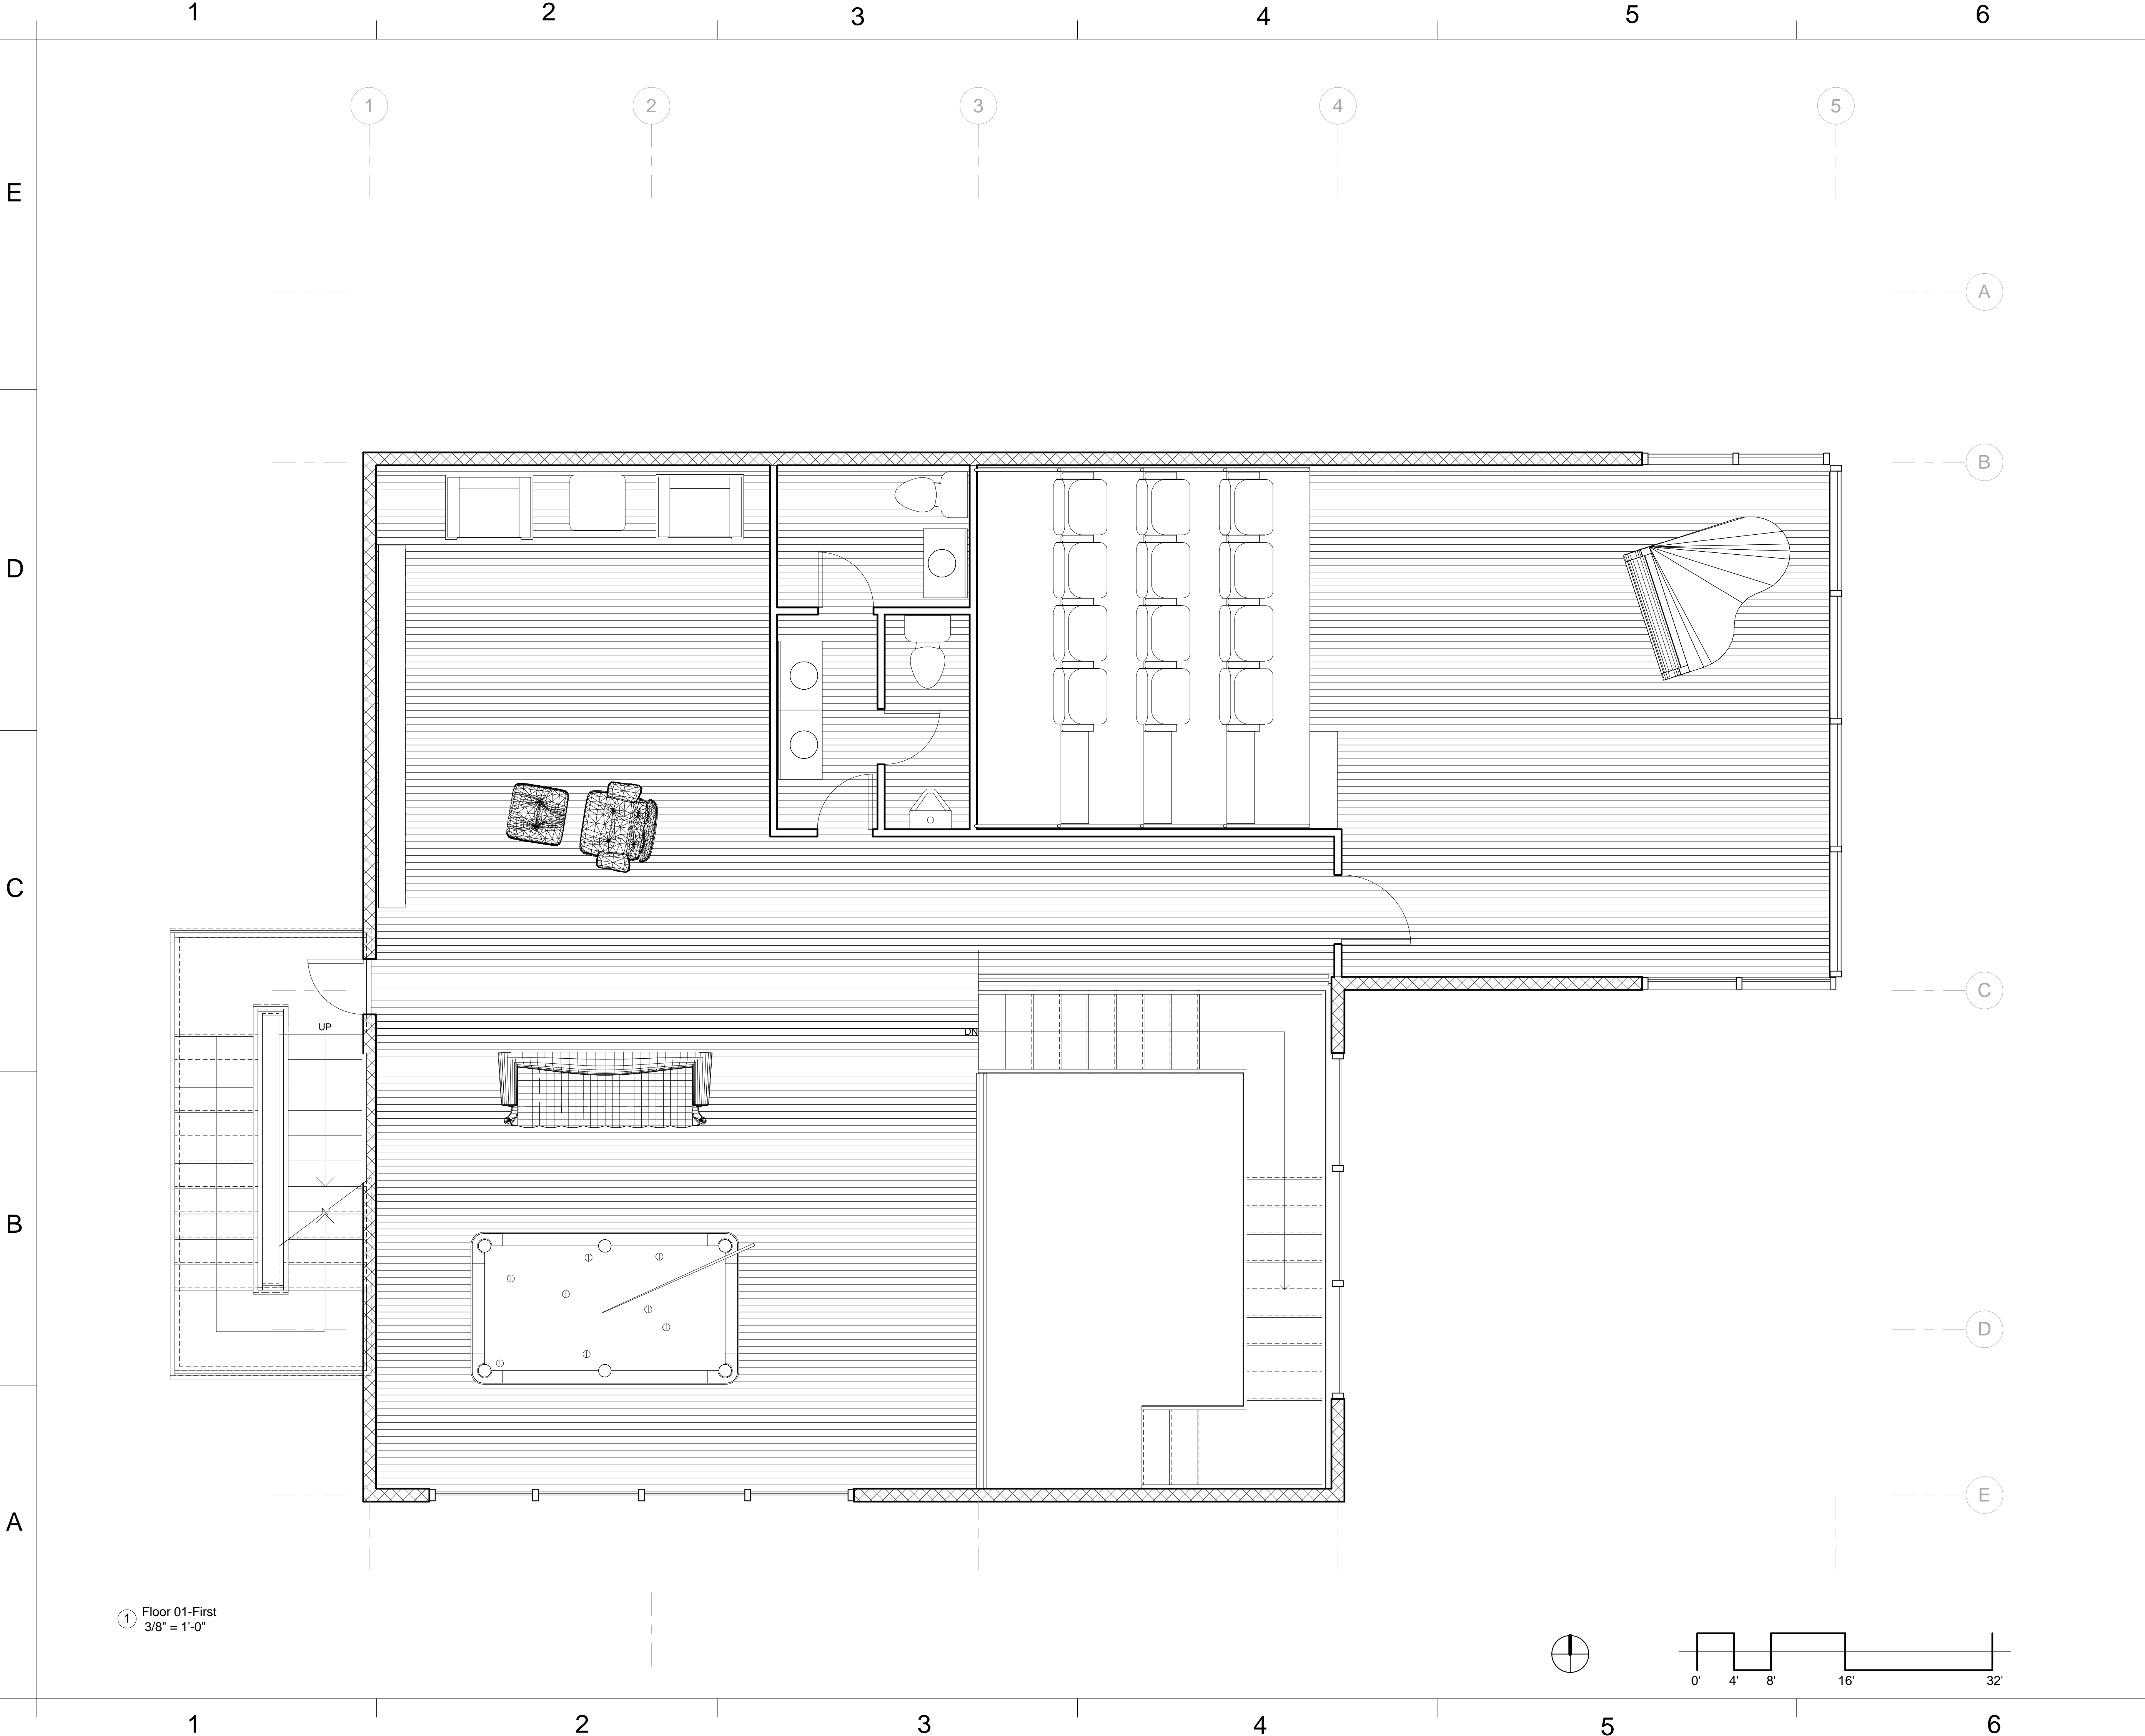 1 2 3 4 5 6
1 2 3 4 5
E
A
B
D
C
C
UP
DN
B
D
E
A
1 Floor 01-First
3/8" = 1'-0"
0' 4' 8' 16' 32'
1 2 3 4 5 6